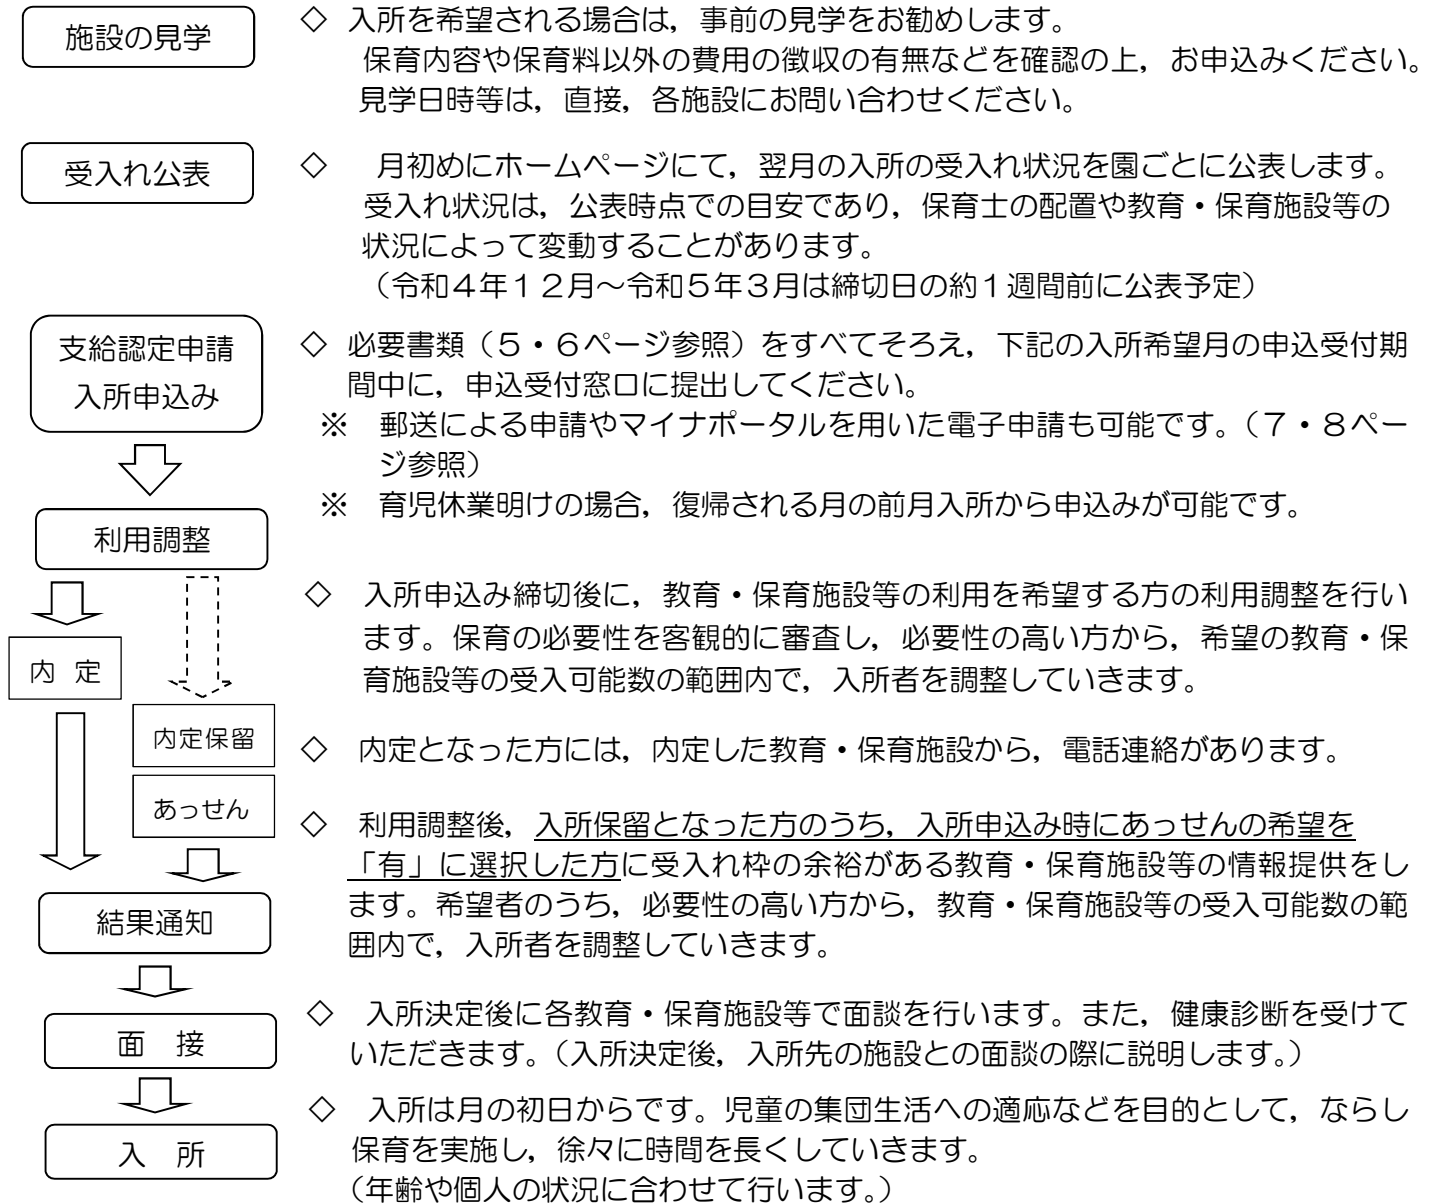 施設の見学
◇ 入所を希望される場合は，事前の見学をお勧めします。
保育内容や保育料以外の費用の徴収の有無などを確認の上，お申込みください。
見学日時等は，直接，各施設にお問い合わせください。
受入れ公表
◇ 月初めにホームページにて，翌月の入所の受入れ状況を園ごとに公表します。
受入れ状況は，公表時点での目安であり，保育士の配置や教育・保育施設等の
状況によって変動することがあります。
（令和４年１２月～令和５年３月は締切日の約１週間前に公表予定）
支給認定申請
入所申込み
◇ 必要書類（５・６ページ参照）をすべてそろえ，下記の入所希望月の申込受付期
間中に，申込受付窓口に提出してください。
※ 郵送による申請やマイナポータルを用いた電子申請も可能です。（７・８ペー
ジ参照）
※ 育児休業明けの場合，復帰される月の前月入所から申込みが可能です。
利用調整
◇ 入所申込み締切後に，教育・保育施設等の利用を希望する方の利用調整を行い
ます。保育の必要性を客観的に審査し，必要性の高い方から，希望の教育・保
育施設等の受入可能数の範囲内で，入所者を調整していきます。
内 定
内定保留
◇ 内定となった方には，内定した教育・保育施設から，電話連絡があります。
あっせん
◇ 利用調整後，入所保留となった方のうち，入所申込み時にあっせんの希望を
「有」に選択した方に受入れ枠の余裕がある教育・保育施設等の情報提供をし
ます。希望者のうち，必要性の高い方から，教育・保育施設等の受入可能数の範
囲内で，入所者を調整していきます。
結果通知
◇ 入所決定後に各教育・保育施設等で面談を行います。また，健康診断を受けて
いただきます。（入所決定後，入所先の施設との面談の際に説明します。）
面 接
◇ 入所は月の初日からです。児童の集団生活への適応などを目的として，ならし
保育を実施し，徐々に時間を長くしていきます。
（年齢や個人の状況に合わせて行います。）
入 所